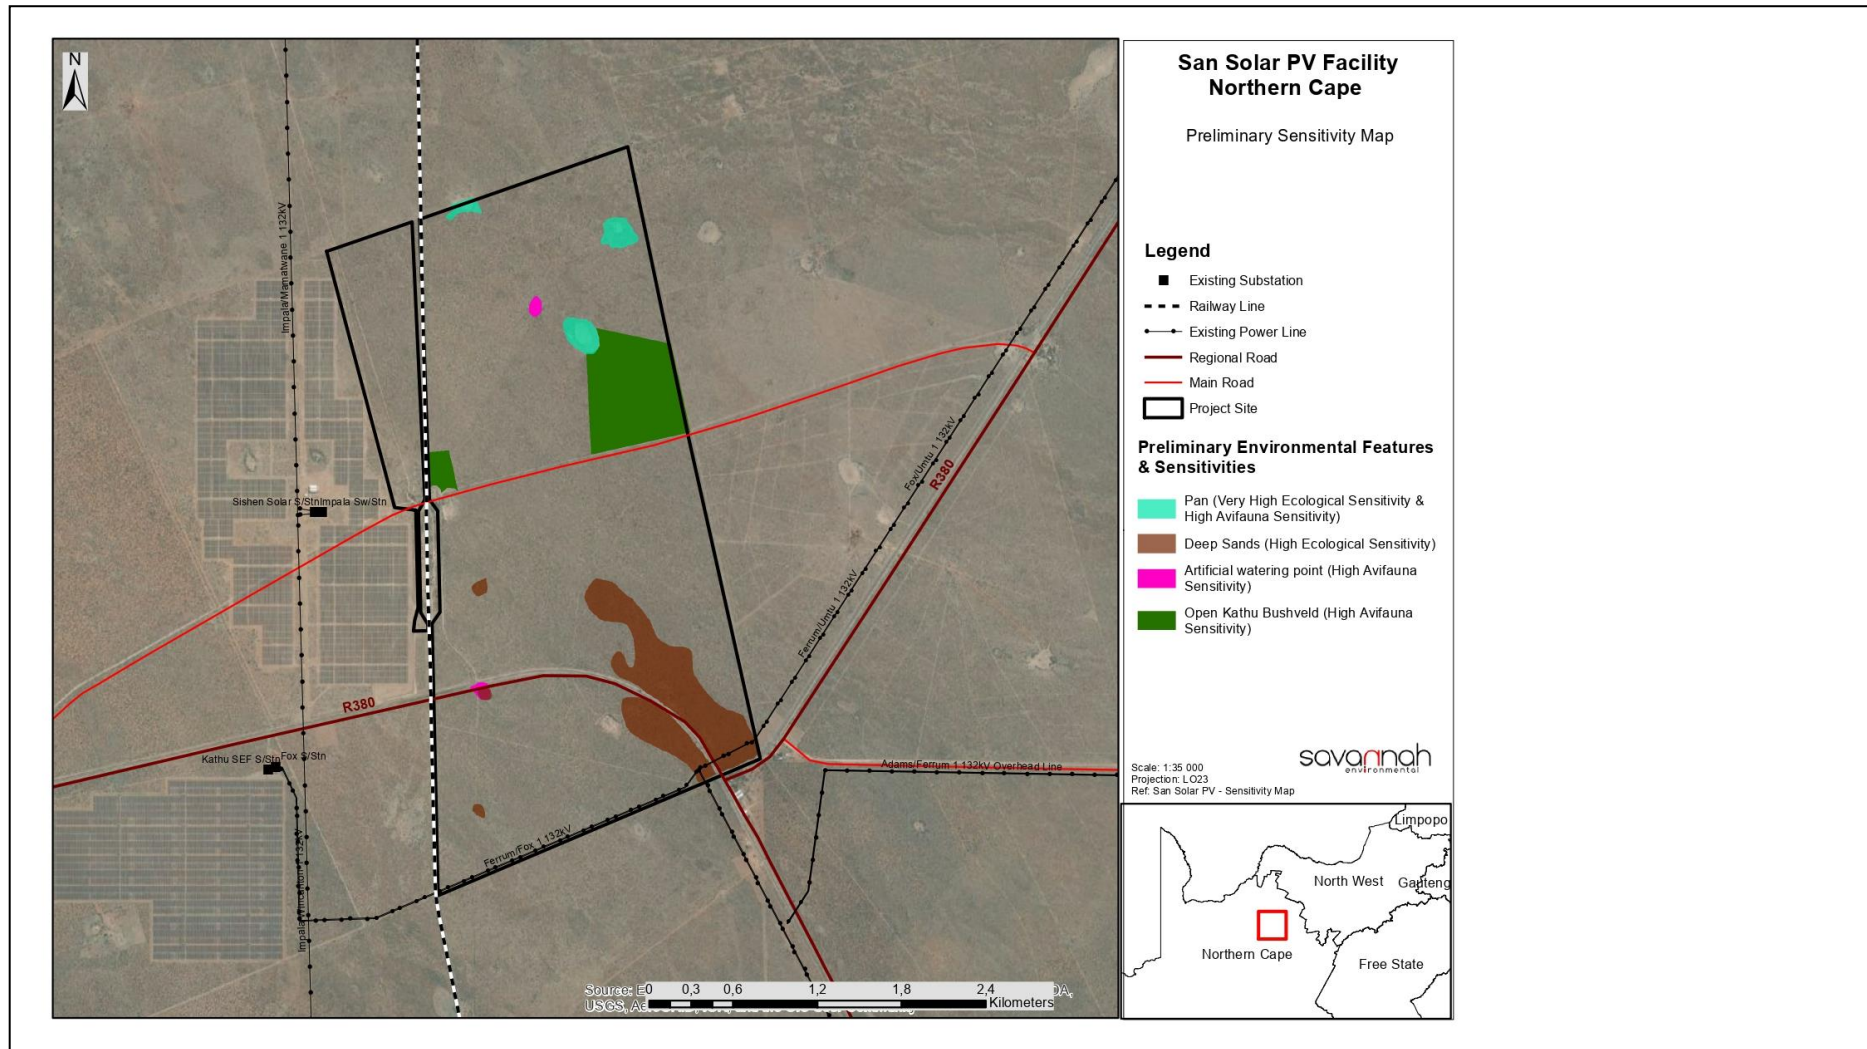 San Solar PV Facility
Northern Cape
Preliminary Sensitivity Map
N
Impala/Mamatwane 1 132kV
Fox/Umtu 1 132kV
R380
Ferrum/Umtu 1 132kV
Sishen Solar S/Stn
Impala Sw/Stn
R380
Kathu SEF S/Stn
Fox S/Stn
Adams/Ferrum 1 132kV Overhead Line
Ferrum/Fox 1 132kV
132kV
Source:
USGS,
0 0,3 0,6 1,2 1,8 2,4
Kilometers
Legend
Existing Substation
Railway Line
Existing Power Line
Regional Road
Main Road
Project Site
Preliminary Environmental Features
& Sensitivities
Pan (Very High Ecological Sensitivity &
High Avifauna Sensitivity)
Deep Sands (High Ecological Sensitivity)
Artificial watering point (High Avifauna
Sensitivity)
Open Kathu Bushveld (High Avifauna
Sensitivity)
savannah
environmental
Scale: 1:35 000
Projection: LO23
Ref: San Solar PV - Sensitivity Map
Limpopo
North West
Gauteng
Northern Cape
Free State